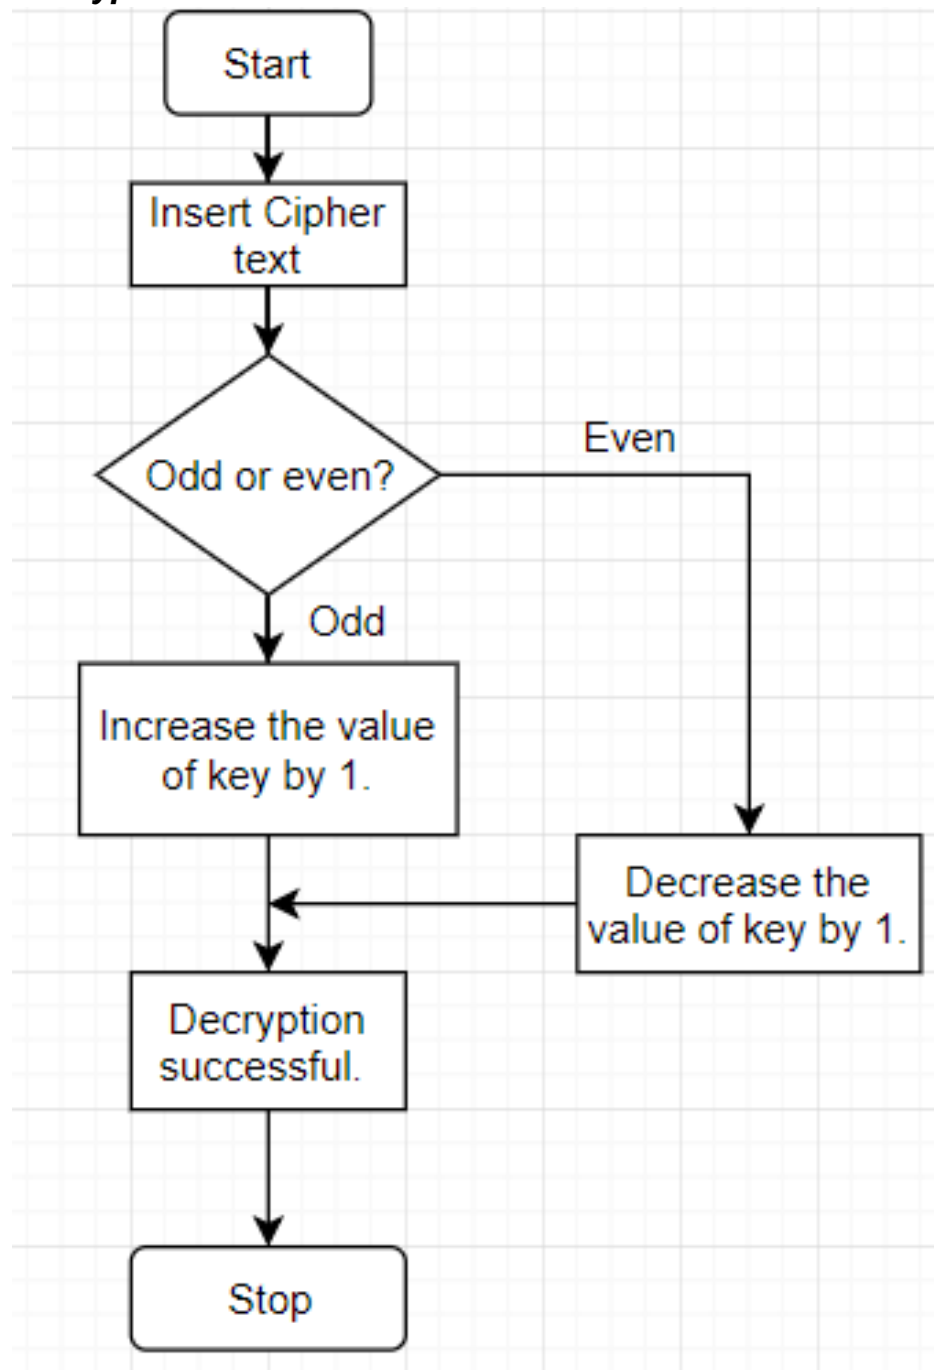 Start
Insert Cipher
text
Even
Odd or even?
Odd
Increase the value
of key by 1.
Decrease the
value of key by 1.
Decryption
successful.
Stop